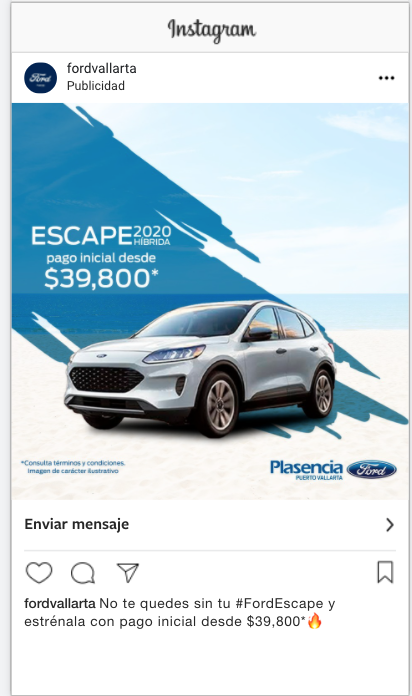 Instagram
Ford
fordvallarta
Publicidad
ESCAPE 2020
HÍBRIDA
pago inicial desde
$39,800*
*Consulta términos y condiciones.
Imagen de carácter ilustrativo
Plasencia
PUERTO VALLARTA
Ford
Enviar mensaje
fordvallarta No te quedes sin tu #FordEscape y
estrénala con pago inicial desde $39,800*🔥